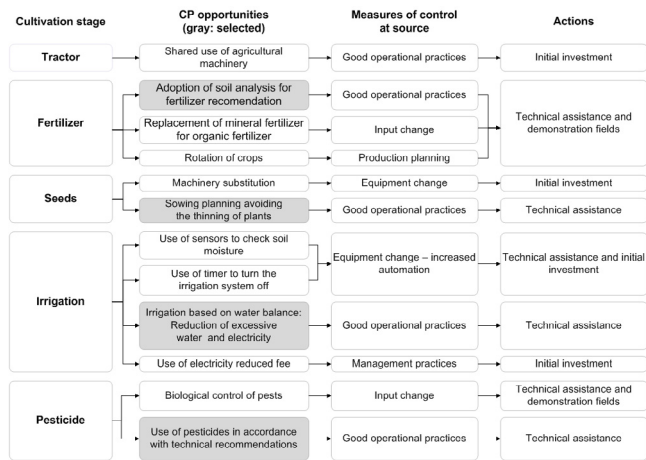 Cultivation stage
CP opportunities
(gray: selected)
Measures of control
at source
Actions
Tractor
Shared use of agricultural
machinery
Good operational practices
Initial investment
Fertilizer
Adoption of soil analysis for
fertilizer recomendation
Good operational practices
Replacement of mineral fertilizer
for organic fertilizer
Input change
Rotation of crops
Production planning
Technical assistance and
demonstration fields
Seeds
Machinery substitution
Equipment change
Initial investment
Sowing planning avoiding
the thinning of plants
Good operational practices
Technical assistance
Irrigation
Use of sensors to check soil
moisture
Use of timer to turn the
irrigation system off
Equipment change – increased
automation
Technical assistance and initial
investment
Irrigation based on water balance:
Reduction of excessive
water and electricity
Good operational practices
Technical assistance
Use of electricity reduced fee
Management practices
Initial investment
Pesticide
Biological control of pests
Input change
Technical assistance and
demonstration fields
Use of pesticides in accordance
with technical recommendations
Good operational practices
Technical assistance